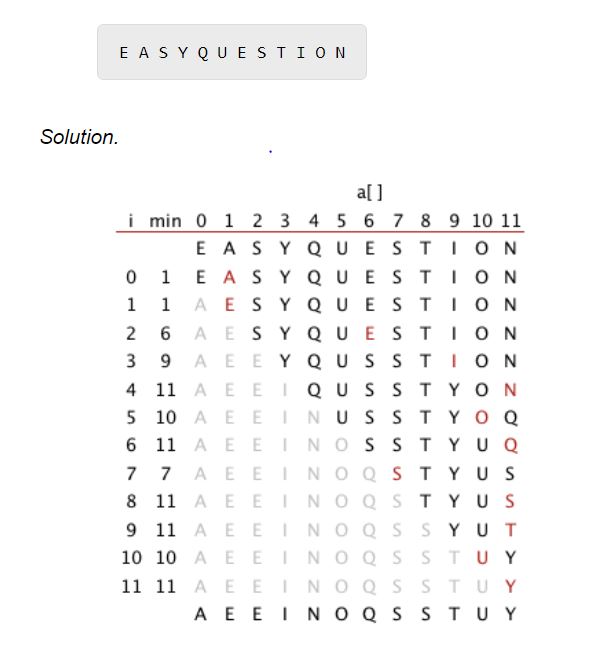 E A S Y Q U E S T I O N
Solution.
a[ ]
i min 0 1 2 3 4 5 6 7 8 9 10 11
E A S Y Q U E S T I O N
0 1 E A S Y Q U E S T I O N
1 1 A E S Y Q U E S T I O N
2 6 A E S Y Q U E S T I O N
3 9 A E E Y Q U S S T I O N
4 11 A E E I Q U S S T Y O N
5 10 A E E I N U S S T Y O Q
6 11 A E E I N O S S T Y U Q
7 7 A E E I N O Q S T Y U S
8 11 A E E I N O Q S T Y U S
9 11 A E E I N O Q S S Y U T
10 10 A E E I N O Q S S T U Y
11 11 A E E I N O Q S S T U Y
A E E I N O Q S S T U Y